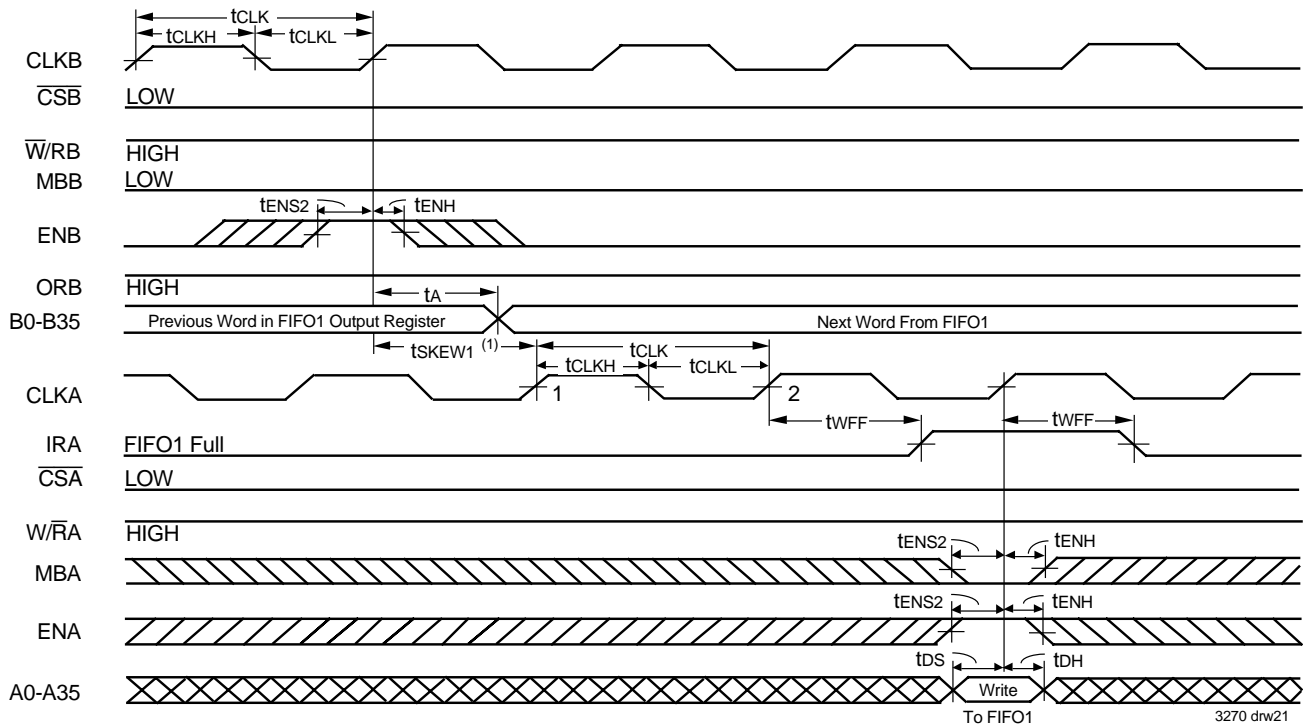 tCLK
tCLKH
tCLKL
CLKB
CSB LOW
W/RB HIGH
MBB LOW
tENS2
tENH
ENB
ORB HIGH
tA
B0-B35 Previous Word in FIFO1 Output Register Next Word From FIFO1
tSKEW1 (1)
tCLK
tCLKH
tCLKL
CLKA 1 2
tWFF
tWFF
IRA FIFO1 Full
CSA LOW
W/RA HIGH
tENS2
tENH
MBA
tENS2
tENH
ENA
tDS
tDH
A0-A35 Write
To FIFO1
3270 drw21